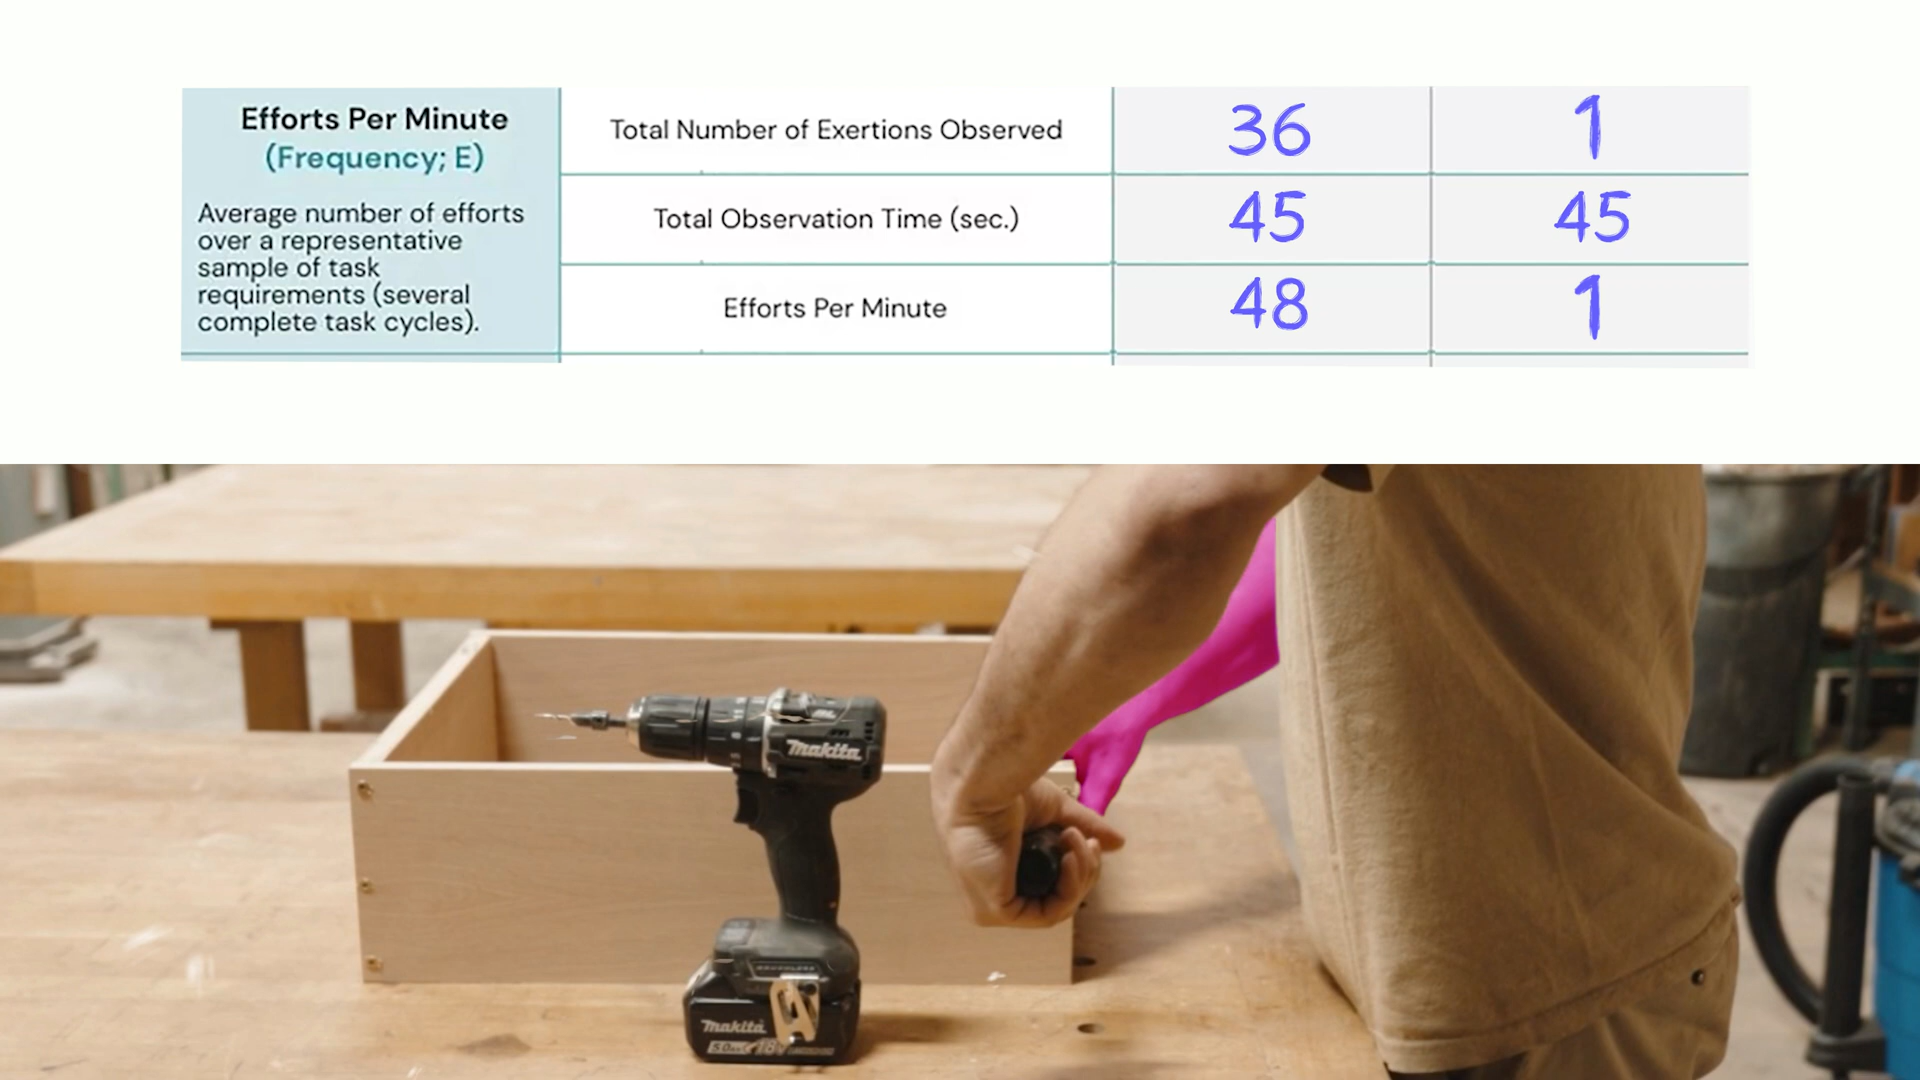 Efforts Per Minute
(Frequency; E)
Average number of efforts
over a representative
sample of task
requirements (several
complete task cycles).
Total Number of Exertions Observed
36
1
Total Observation Time (sec.)
45
45
Efforts Per Minute
48
1
makita
makita
18V